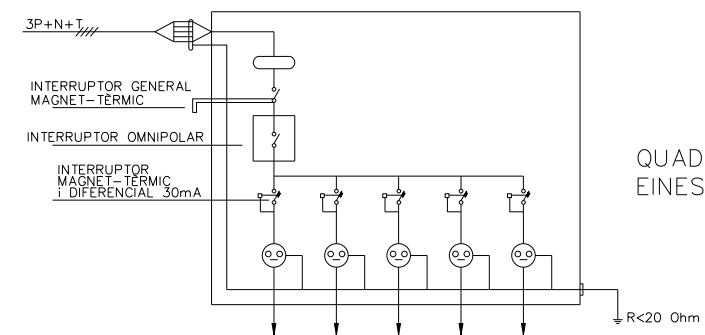 3P+N+T
INTERRUPTOR GENERAL
MAGNET-TÈRMIC
INTERRUPTOR OMNIPOLAR
INTERRUPTOR
MAGNET-TÈRMIC
i DIFERENCIAL 30mA
QUAD
EINES
R<20 Ohm